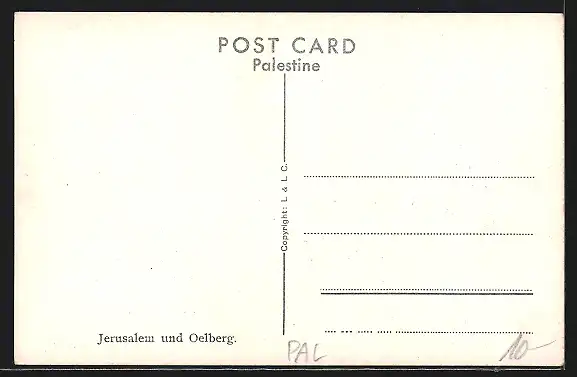 POST CARD
Palestine
Copyright: L & L C.
Jerusalem und Oelberg.
PAL
10-